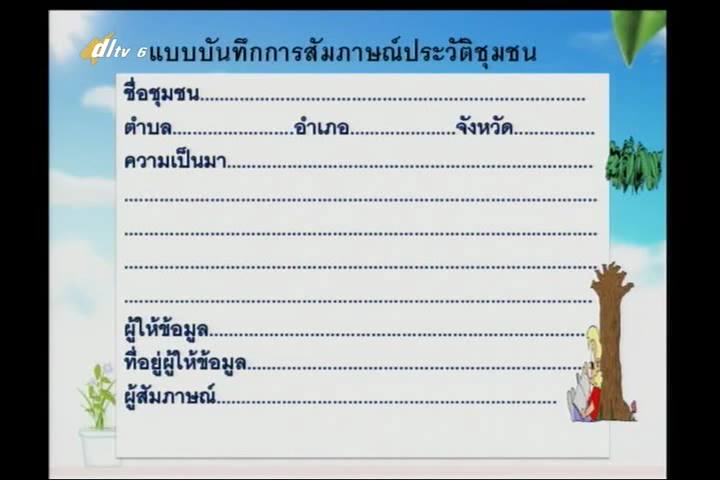 dltv 6
แบบบันทึกการสัมภาษณ์ประวัติชุมชน
ชื่อชุมชน................................................................................
ตำบล.........................อำเภอ......................จังหวัด.................
ความเป็นมา............................................................................
..................................................................................................
..................................................................................................
..................................................................................................
.................................................................................................
ผู้ให้ข้อมูล...............................................................................
ที่อยู่ผู้ให้ข้อมูล.......................................................................
ผู้สัมภาษณ์.......................................................................